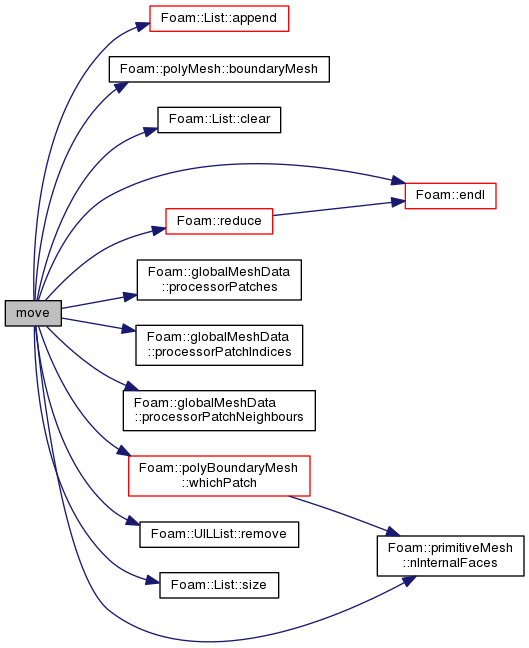 Foam::List::append
Foam::polyMesh::boundaryMesh
Foam::List::clear
Foam::endl
Foam::reduce
Foam::globalMeshData
::processorPatches
move
Foam::globalMeshData
::processorPatchIndices
Foam::globalMeshData
::processorPatchNeighbours
Foam::polyBoundaryMesh
::whichPatch
Foam::UILList::remove
Foam::primitiveMesh
::nInternalFaces
Foam::List::size